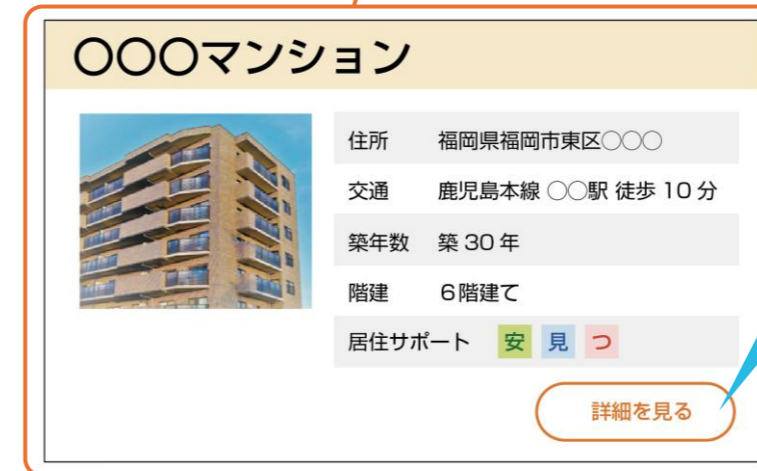 〇〇〇マンション
住所 福岡県福岡市東区〇〇〇
交通 鹿児島本線 〇〇駅 徒歩 10 分
築年数 築 30 年
階建 6階建て
居住サポート 安 見 つ
詳細を見る